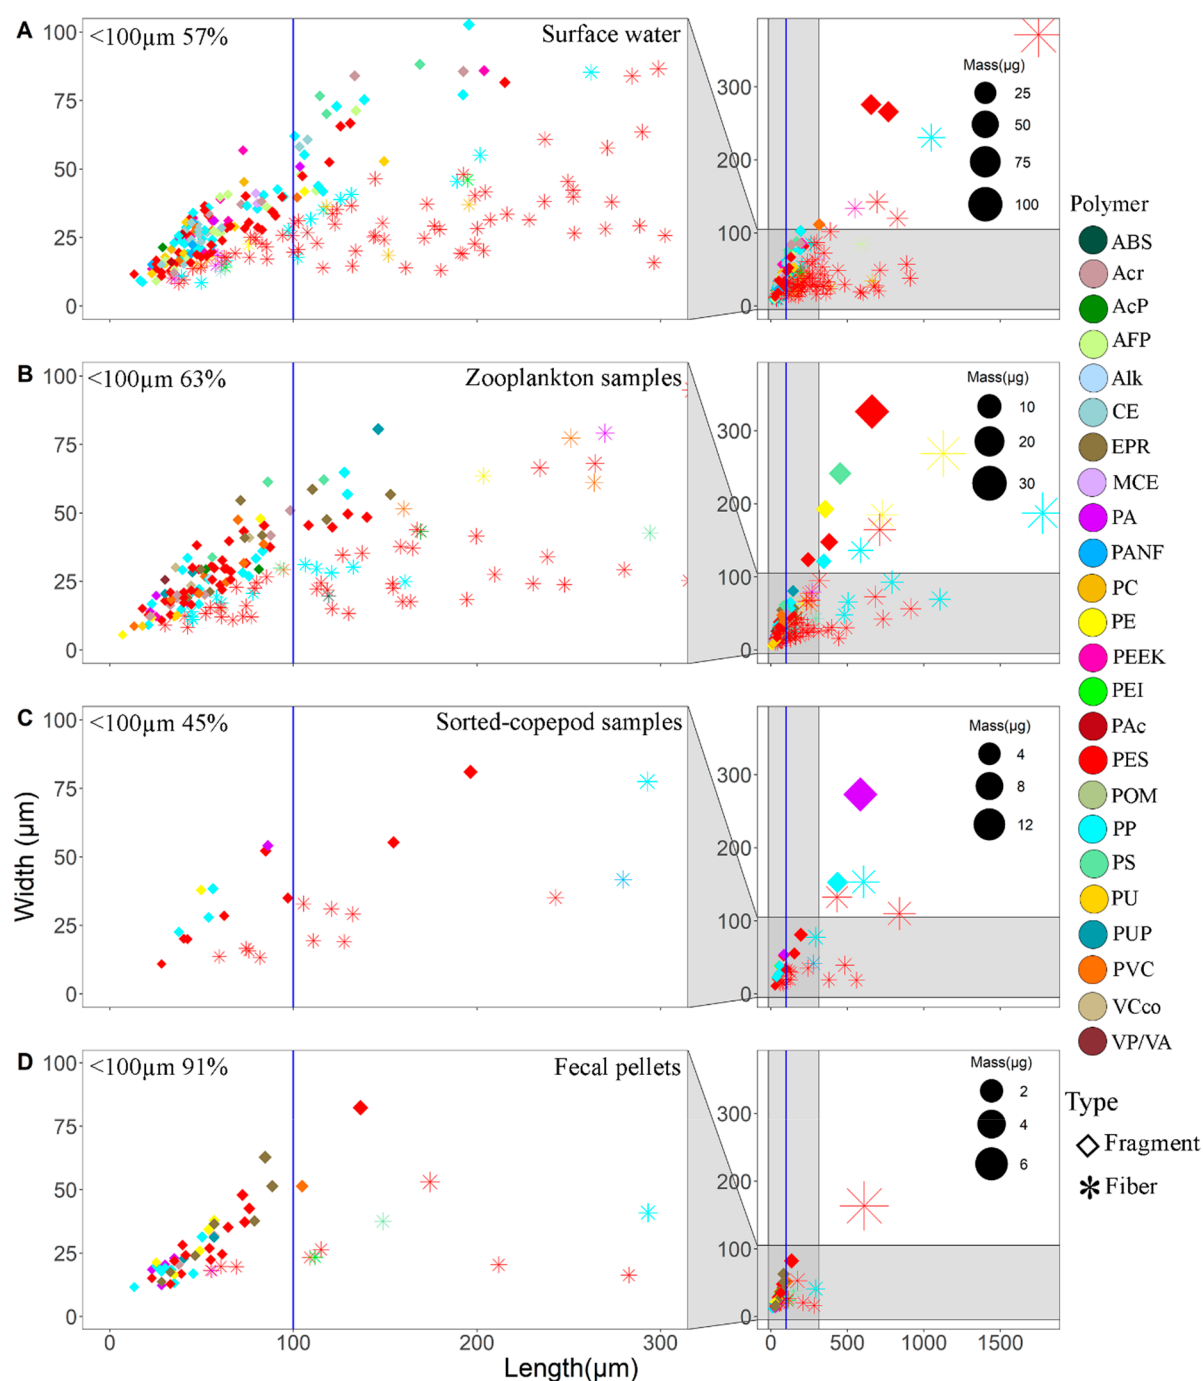 A
<100µm 57%
Surface water
100
75
50
25
0
300
200
100
0
Mass(µg)
25
50
75
100
B
<100µm 63%
Zooplankton samples
100
75
50
25
0
300
200
100
0
Mass(µg)
10
20
30
C
<100µm 45%
Sorted-copepod samples
100
75
50
25
0
300
200
100
0
Mass(µg)
4
8
12
D
<100µm 91%
Fecal pellets
100
75
50
25
0
300
200
100
0
Mass(µg)
2
4
6
Width (µm)
0 100 200 300
0 500 1000 1500
Length(µm)
Polymer
ABS
Acr
AcP
AFP
Alk
CE
EPR
MCE
PA
PANF
PC
PE
PEEK
PEI
PAc
PES
POM
PP
PS
PU
PUP
PVC
VCco
VP/VA
Type
Fragment
Fiber